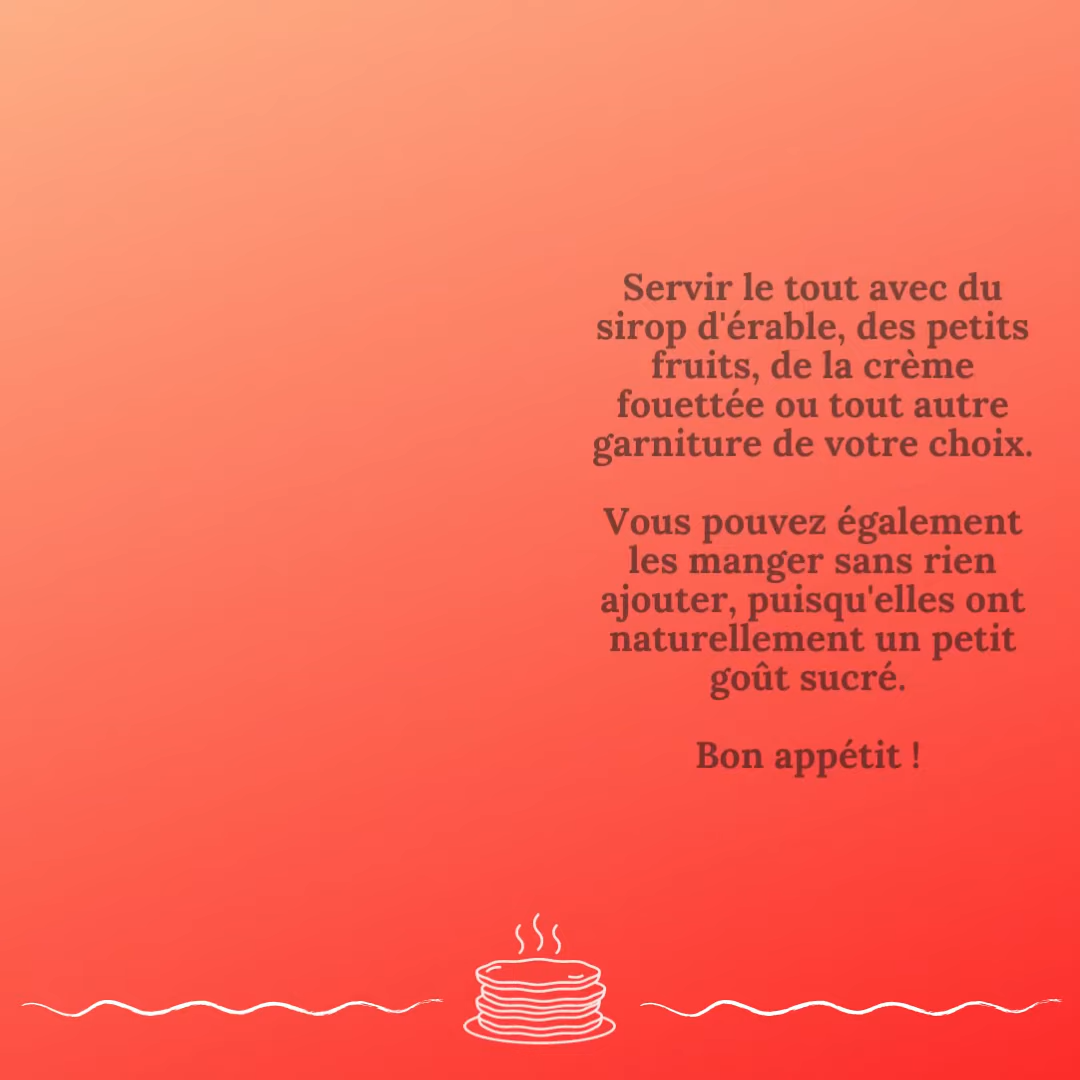 Servir le tout avec du
sirop d'érable, des petits
fruits, de la crème
fouettée ou tout autre
garniture de votre choix.
Vous pouvez également
les manger sans rien
ajouter, puisqu'elles ont
naturellement un petit
goût sucré.
Bon appétit !